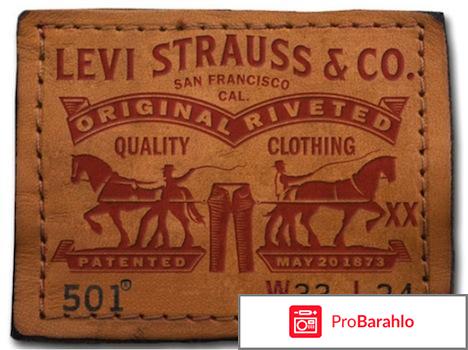 LEVI STRAUSS & CO.
SAN FRANCISCO
CAL.
ORIGINAL RIVETED
QUALITY CLOTHING
XX
PATENTED MAY 20 1873
501®
ProBarahlo